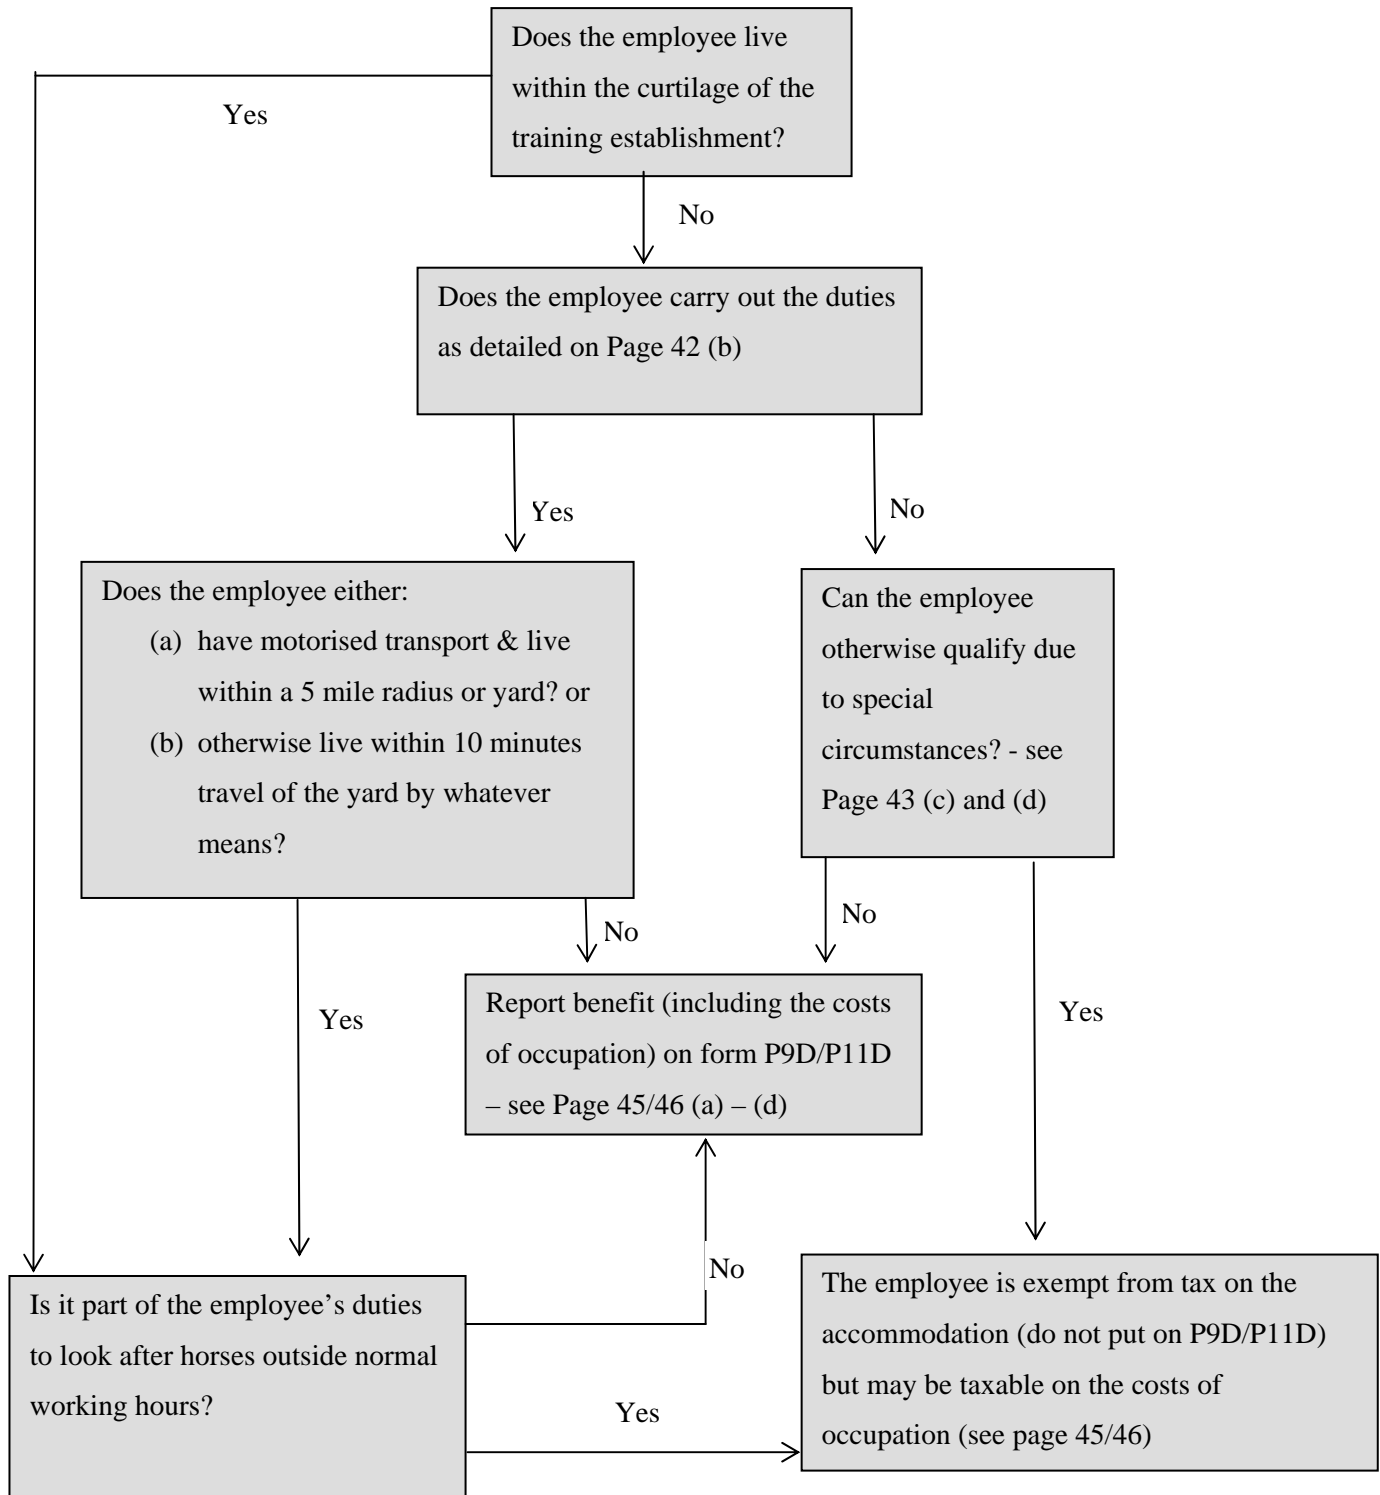 Does the employee live
within the curtilage of the
training establishment?
Yes
No
Does the employee carry out the duties
as detailed on Page 42 (b)
Yes
No
Does the employee either:
(a) have motorised transport & live
within a 5 mile radius or yard? or
(b) otherwise live within 10 minutes
travel of the yard by whatever
means?
Can the employee
otherwise qualify due
to special
circumstances? - see
Page 43 (c) and (d)
No
No
Yes
Yes
Report benefit (including the costs
of occupation) on form P9D/P11D
– see Page 45/46 (a) – (d)
No
Is it part of the employee’s duties
to look after horses outside normal
working hours?
Yes
The employee is exempt from tax on the
accommodation (do not put on P9D/P11D)
but may be taxable on the costs of
occupation (see page 45/46)